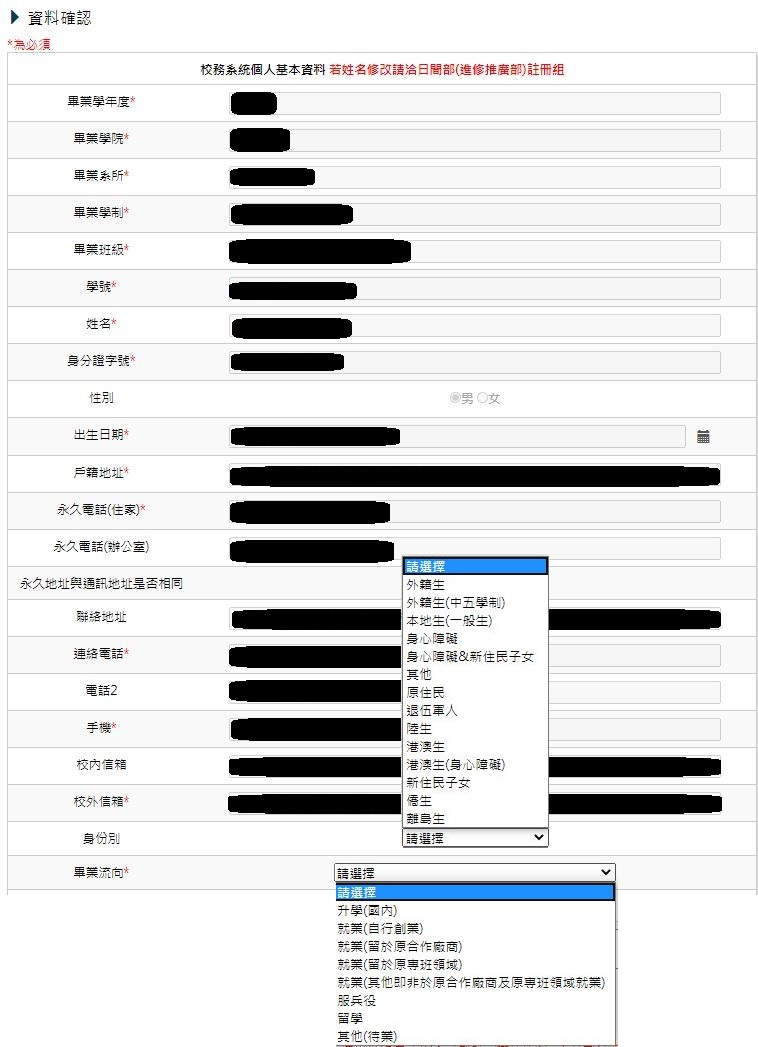 資料確認
*為必須
校務系統個人基本資料 若姓名修改請洽日間部(進修推廣部)註冊組
畢業學年度*
畢業學院*
畢業系所*
畢業學制*
畢業班級*
學號*
姓名*
身分證字號*
性別 男 女
出生日期*
戶籍地址*
永久電話(住家)*
永久電話(辦公室)
永久地址與通訊地址是否相同
聯絡地址
連絡電話*
電話2
手機*
校內信箱
校外信箱*
請選擇
外籍生
外籍生(中五學制)
本地生(一般生)
身心障礙
身心障礙&新住民子女
其他
原住民
退伍軍人
陸生
港澳生
港澳生(身心障礙)
新住民子女
僑生
離島生
身份別 請選擇
畢業流向* 請選擇
請選擇
升學(國內)
就業(自行創業)
就業(留於原合作廠商)
就業(留於原專班領域)
就業(其他即非於原合作廠商及原專班領域就業)
服兵役
留學
其他(待業)